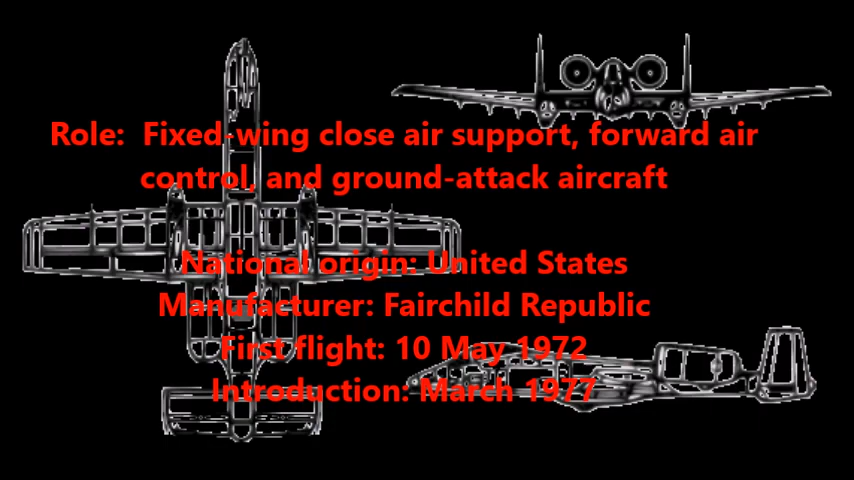 Role:  Fixed-wing close air support, forward air
control, and ground-attack aircraft
National origin: United States
Manufacturer: Fairchild Republic
First flight: 10 May 1972
Introduction: March 1977